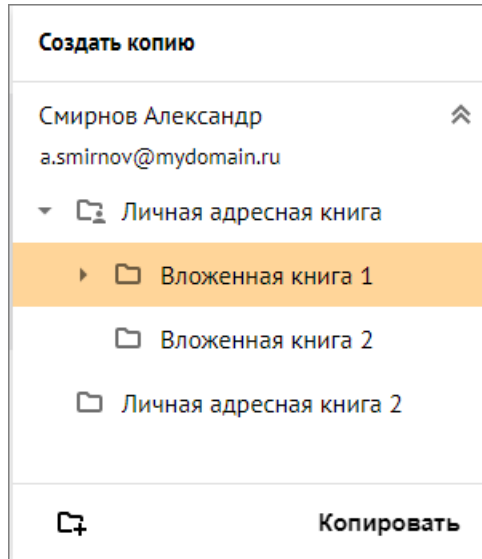 Создать копию
Смирнов Александр
a.smirnov@mydomain.ru
Личная адресная книга
Вложенная книга 1
Вложенная книга 2
Личная адресная книга 2
Копировать